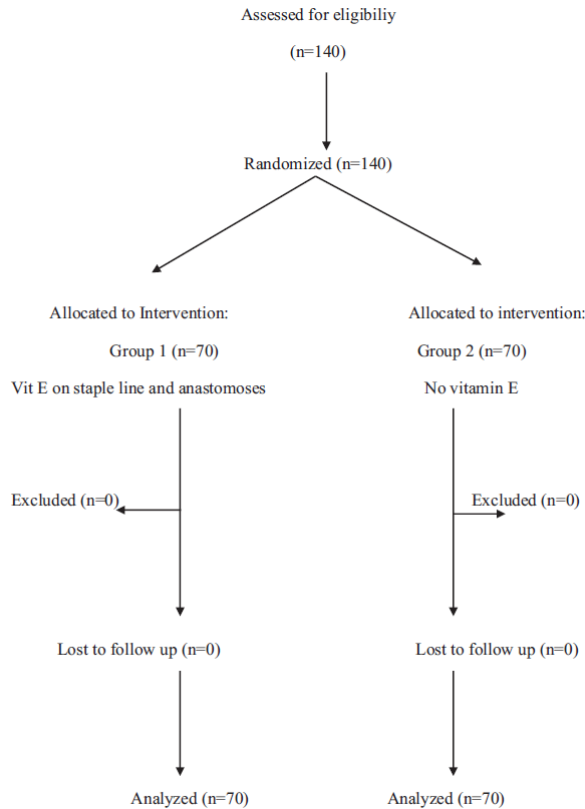 Assessed for eligibiliy
(n=140)
Randomized (n=140)
Allocated to Intervention:
Group 1 (n=70)
Vit E on staple line and anastomoses
Excluded (n=0)
Lost to follow up (n=0)
Analyzed (n=70)
Allocated to intervention:
Group 2 (n=70)
No vitamin E
Excluded (n=0)
Lost to follow up (n=0)
Analyzed (n=70)